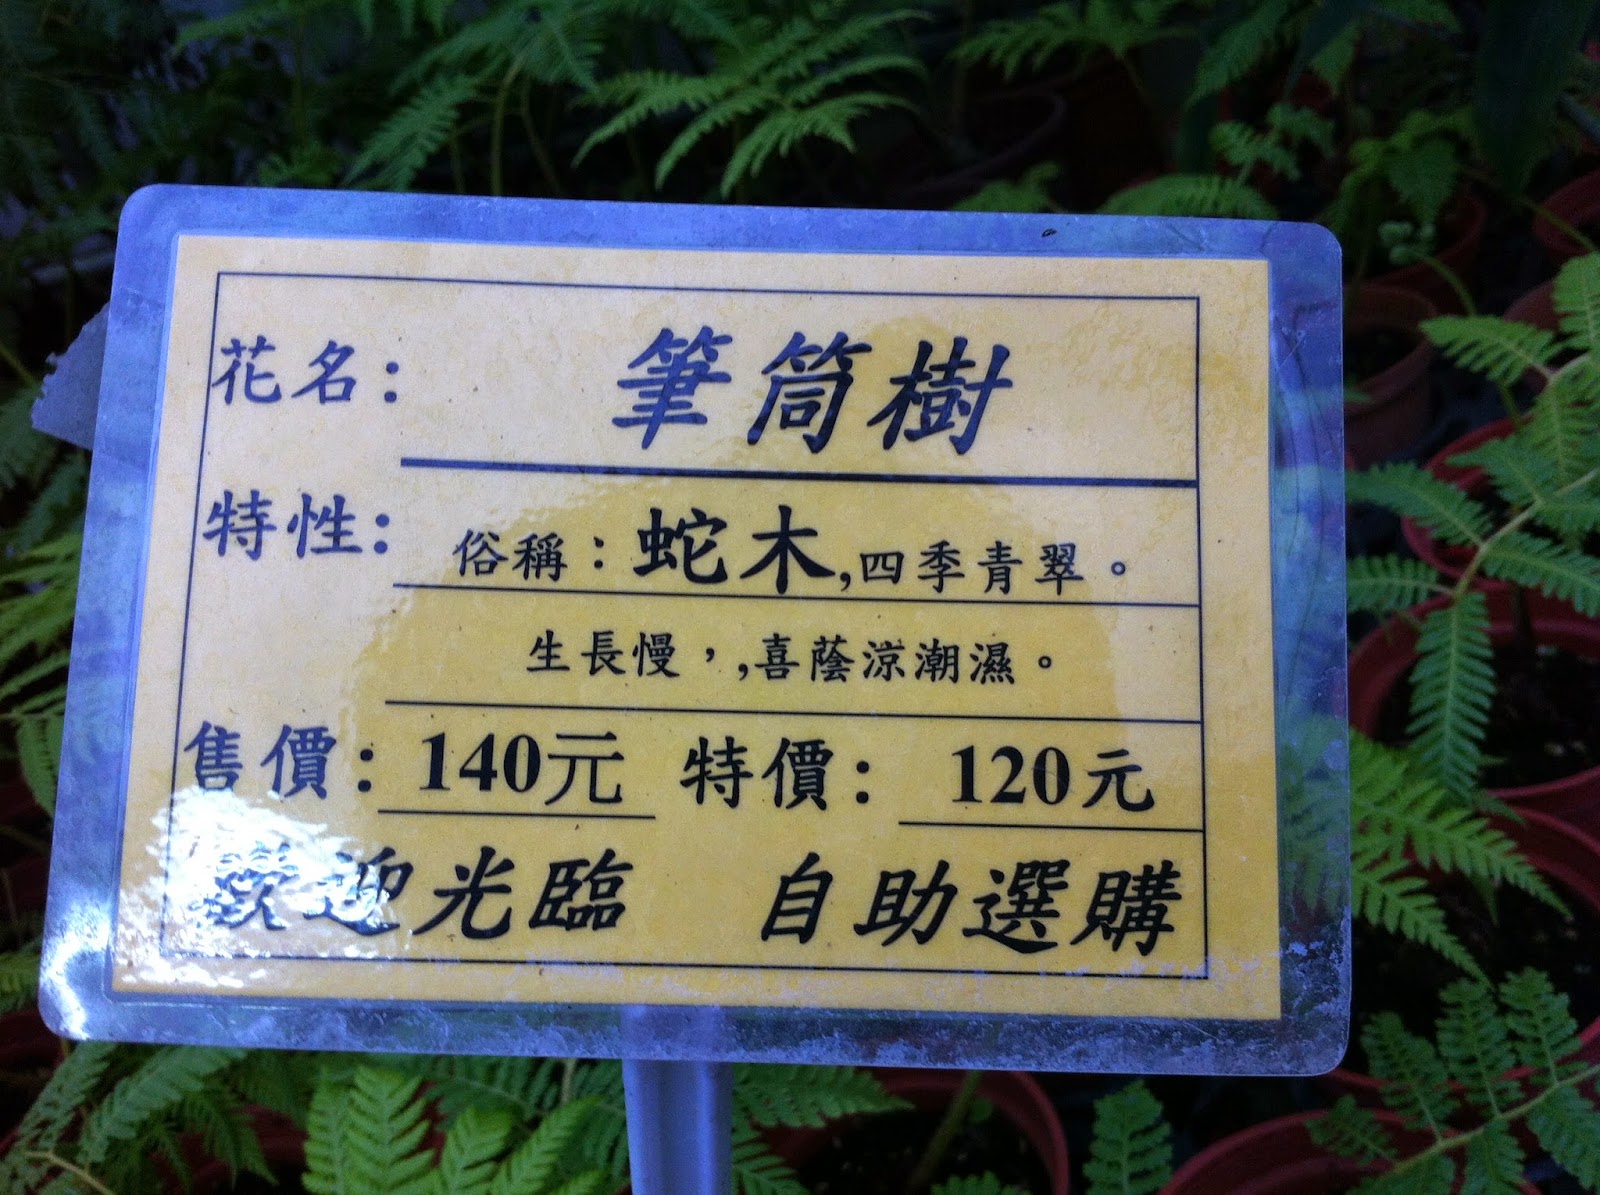 花名： 筆筒樹
特性： 俗稱：蛇木,四季青翠。
生長慢，,喜蔭涼潮濕。
售價：140元 特價：120元
歡迎光臨 自助選購